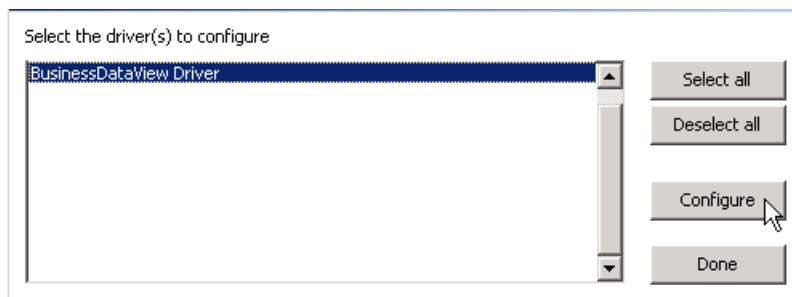 Select the driver(s) to configure
BusinessDataView Driver
Select all
Deselect all
Configure
Done